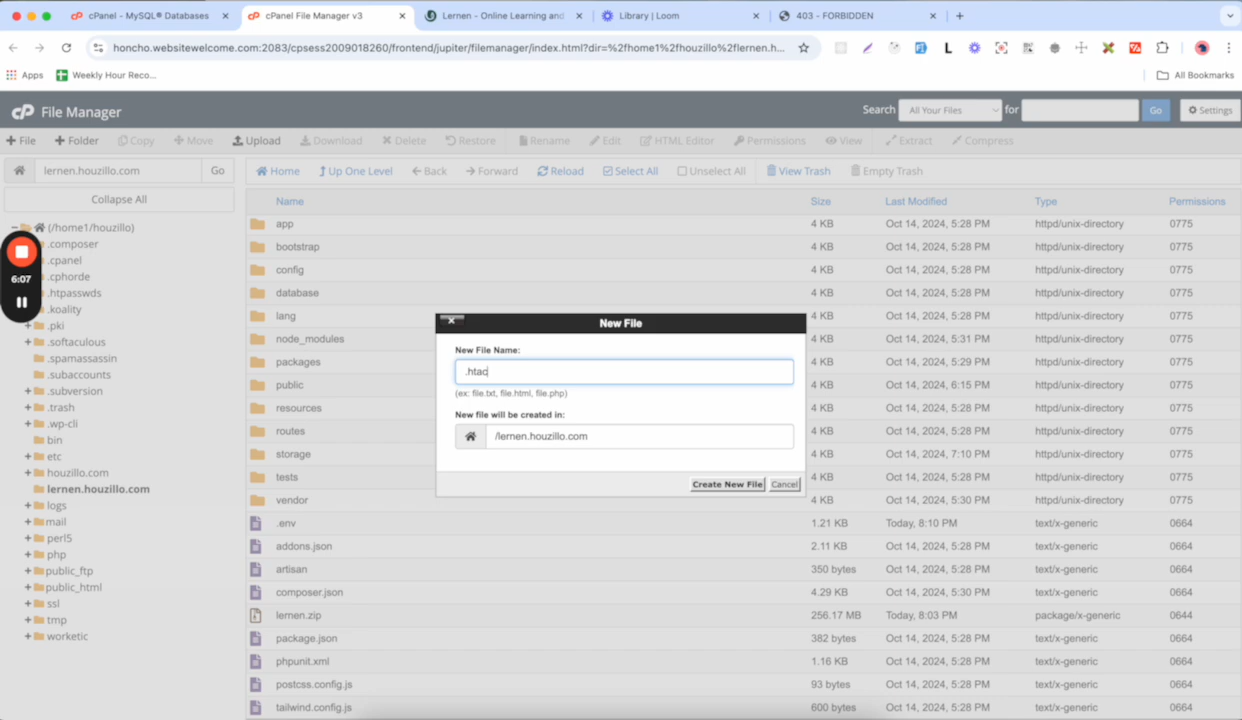 cPanel - MySQL® Databases
cPanel File Manager v3
Lernen - Online Learning and
Library | Loom
403 - FORBIDDEN
honcho.websitewelcome.com:2083/cpsess2009018260/frontend/jupiter/filemanager/index.html?dir=%2fhome1%2fhouzillo%2flernen.h...
Apps
Weekly Hour Reco...
All Bookmarks
cP File Manager
Search All Your Files for Go Settings
File Folder Copy Move Upload Download Delete Restore Rename Edit HTML Editor Permissions View Extract Compress
lernen.houzillo.com Go
Home Up One Level Back Forward Reload Select All Unselect All View Trash Empty Trash
Collapse All
(/home1/houzillo)
.composer
.cpanel
.cphorde
.htpasswds
.koality
.pki
.softaculous
.spamassassin
.subaccounts
.subversion
.trash
.wp-cli
bin
etc
houzillo.com
lernen.houzillo.com
logs
mail
perl5
php
public_ftp
public_html
ssl
tmp
worketic
6:07
Name Size Last Modified Type Permissions
app 4 KB Oct 14, 2024, 5:28 PM httpd/unix-directory 0775
bootstrap 4 KB Oct 14, 2024, 5:28 PM httpd/unix-directory 0775
config 4 KB Oct 14, 2024, 5:28 PM httpd/unix-directory 0775
database 4 KB Oct 14, 2024, 5:28 PM httpd/unix-directory 0775
lang 4 KB Oct 14, 2024, 5:28 PM httpd/unix-directory 0775
node_modules 4 KB Oct 14, 2024, 5:31 PM httpd/unix-directory 0775
packages 4 KB Oct 14, 2024, 5:29 PM httpd/unix-directory 0775
public 4 KB Oct 14, 2024, 6:15 PM httpd/unix-directory 0775
resources 4 KB Oct 14, 2024, 5:28 PM httpd/unix-directory 0775
routes 4 KB Oct 14, 2024, 5:28 PM httpd/unix-directory 0775
storage 4 KB Oct 14, 2024, 7:10 PM httpd/unix-directory 0775
tests 4 KB Oct 14, 2024, 5:28 PM httpd/unix-directory 0775
vendor 4 KB Oct 14, 2024, 5:30 PM httpd/unix-directory 0775
.env 1.21 KB Today, 8:10 PM text/x-generic 0664
addons.json 2.11 KB Oct 14, 2024, 5:28 PM text/x-generic 0664
artisan 350 bytes Oct 14, 2024, 5:28 PM text/x-generic 0664
composer.json 4.29 KB Oct 14, 2024, 5:30 PM text/x-generic 0664
lernen.zip 256.17 MB Today, 8:03 PM package/x-generic 0644
package.json 382 bytes Oct 14, 2024, 5:28 PM text/x-generic 0664
phpunit.xml 1.16 KB Oct 14, 2024, 5:28 PM text/x-generic 0664
postcss.config.js 93 bytes Oct 14, 2024, 5:28 PM text/x-generic 0664
tailwind.config.js 600 bytes Oct 14, 2024, 5:28 PM text/x-generic 0664
New File
New File Name:
.htac
(ex: file.txt, file.html, file.php)
New file will be created in:
/lernen.houzillo.com
Create New File Cancel